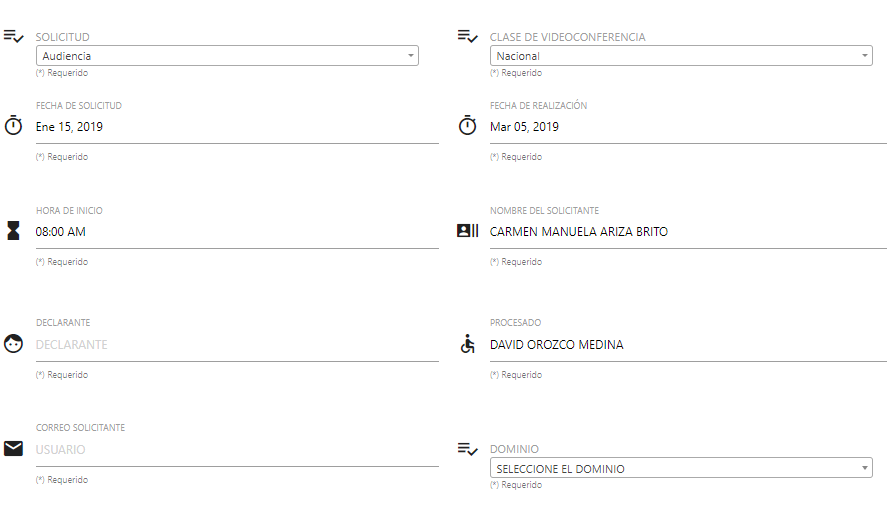 SOLICITUD
Audiencia
(*) Requerido
CLASE DE VIDEOCONFERENCIA
Nacional
(*) Requerido
FECHA DE SOLICITUD
Ene 15, 2019
(*) Requerido
FECHA DE REALIZACIÓN
Mar 05, 2019
(*) Requerido
HORA DE INICIO
08:00 AM
(*) Requerido
NOMBRE DEL SOLICITANTE
CARMEN MANUELA ARIZA BRITO
(*) Requerido
DECLARANTE
DECLARANTE
(*) Requerido
PROCESADO
DAVID OROZCO MEDINA
(*) Requerido
CORREO SOLICITANTE
USUARIO
(*) Requerido
DOMINIO
SELECCIONE EL DOMINIO
(*) Requerido